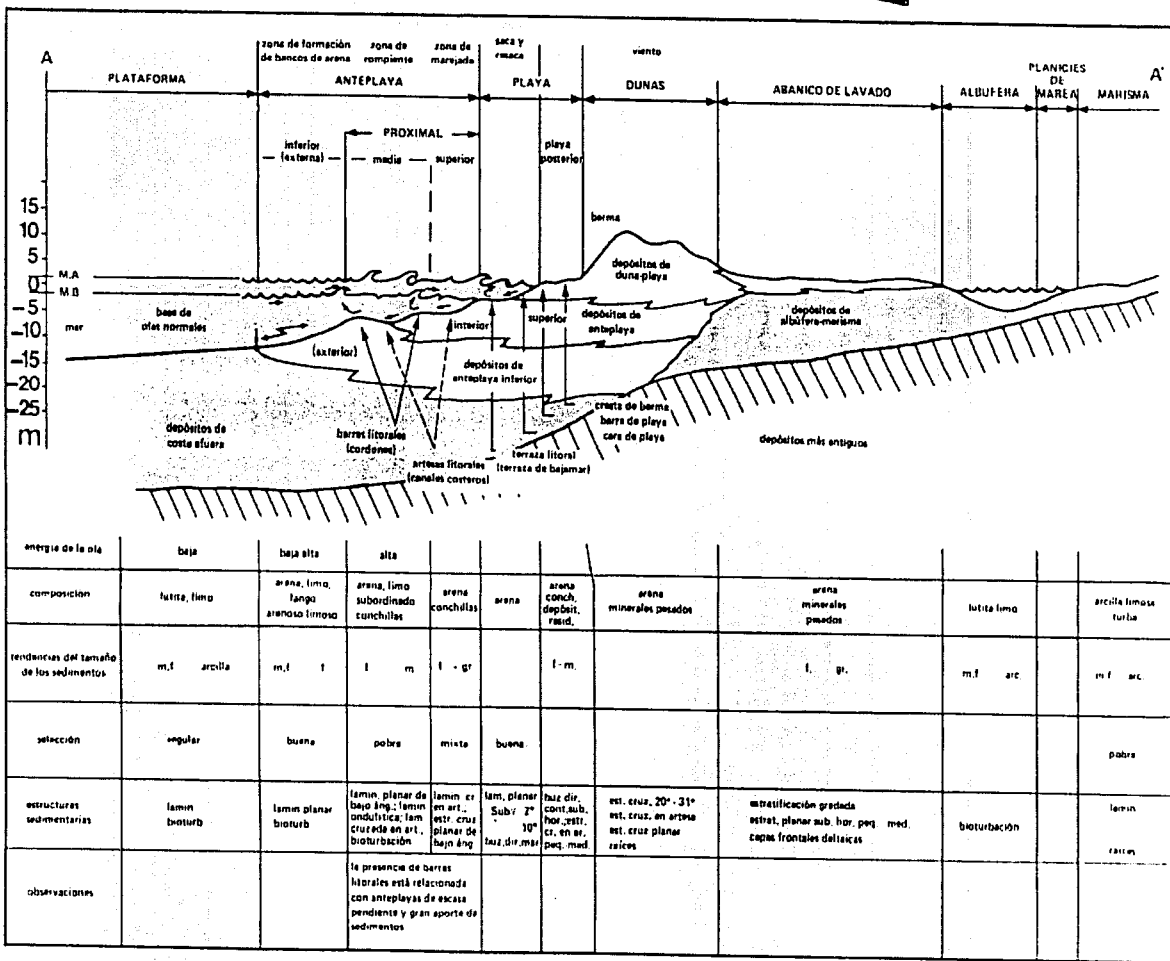 zona de formación
de bancos de arena
zona de
rompiente
zona de
marejada
saca y
resaca
viento
A
PLATAFORMA
ANTEPLAYA
PLAYA
DUNAS
ABANICO DE LAVADO
ALBUFERA
PLANICIES
DE
MAREA
MARISMA
A'
PROXIMAL
inferior
(externa)
media
superior
playa
posterior
15
10
5
0
-5
-10
-15
-20
-25
m
M.A
M.B
berma
depósitos de
duna-playa
mar
base de
olas normales
interior
superior
depósitos de
anteplaya
depósitos de
albúfera-marisma
(exterior)
depósitos de
anteplaya inferior
depósitos de
costa afuera
barras litorales
(cordones)
artesas litorales
(canales costeros)
terraza litoral
(terraza de bajamar)
cresta de berma
barra de playa
cara de playa
depósitos más antiguos
energía de la ola
baja
baja alta
alta
composición
lutita, limo
arena, limo,
fango
arenoso limoso
arena, limo
subordinado
conchillas
arena
conchillas
arena
arena
conch,
depósit,
resid,
arena
minerales pesados
arena
minerales
pesados
lutita limo
arcilla limosa
turba
tendencias del tamaño
de los sedimentos
m,f arcilla
m,f f
f m
f - gr
f - m,
f, gr,
m,f arc,
m f arc,
selección
angular
buena
pobre
mixta
buena
pobre
estructuras
sedimentarias
lamin
bioturb
lamin planar
bioturb
lamin, planar de
bajo áng.; lamin
ondulítica; lam
cruzada en art.,
bioturbación
lamin cr
en art.,
estr. cruz
planar de
bajo áng
lam, planar
Sub/ 2°
10°
buz,dir,mar
buz dir,
cont,sub,
hor,;estr,
cr, en ar,
peq, med,
est. cruz, 20° - 31°
est. cruz, en artesa
est. cruz planar
raíces
estratificación gradada
estrat, planar sub, hor, peq, med,
capas frontales deltaicas
bioturbación
lamin
raíces
observaciones
la presencia de barras
litorales está relacionada
con anteplayas de escasa
pendiente y gran aporte de
sedimentos